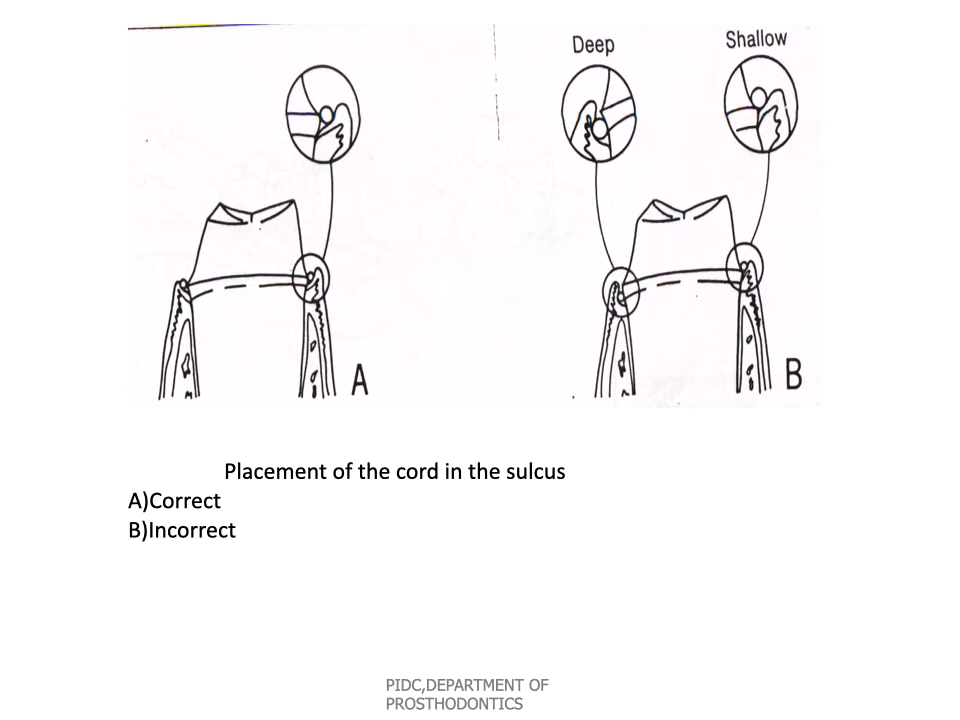 Deep
Shallow
A
B
Placement of the cord in the sulcus
A)Correct
B)Incorrect
PIDC,DEPARTMENT OF
PROSTHODONTICS